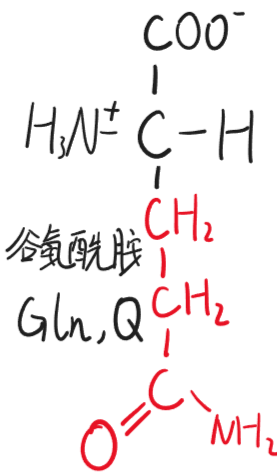 COO⁻
H₃N⁺–C–H
CH₂
谷氨酰胺
Gln, Q CH₂
C
O NH₂